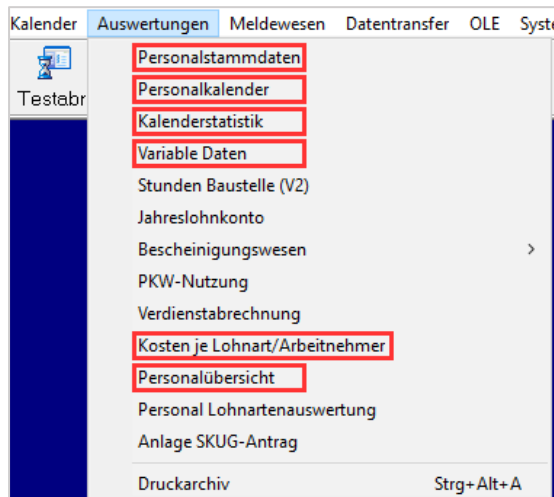 Kalender Auswertungen Meldewesen Datentransfer OLE
Testabr
Personalstammdaten
Personalkalender
Kalenderstatistik
Variable Daten
Stunden Baustelle (V2)
Jahreslohnkonto
Bescheinigungswesen >
PKW-Nutzung
Verdienstabrechnung
Kosten je Lohnart/Arbeitnehmer
Personalübersicht
Personal Lohnartenauswertung
Anlage SKUG-Antrag
Druckarchiv Strg+Alt+A